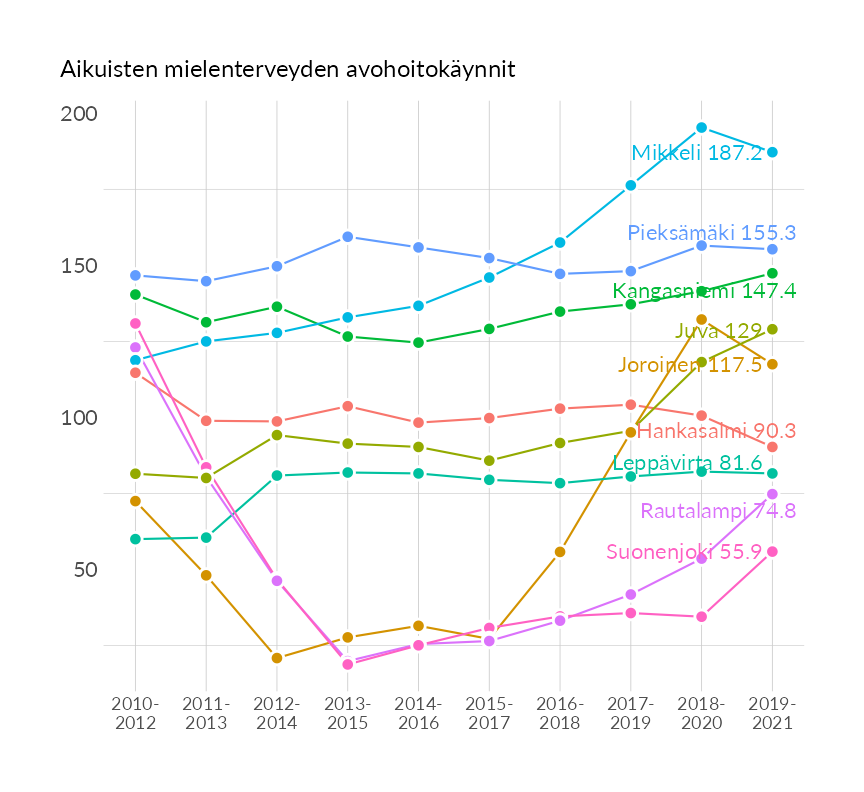 Aikuisten mielenterveyden avohoitokäynnit
200
150
100
50
Mikkeli 187.2
Pieksämäki 155.3
Kangasniemi 147.4
Juva 129
Joroinen 117.5
Hankasalmi 90.3
Leppävirta 81.6
Rautalampi 74.8
Suonenjoki 55.9
2010- 2011- 2012- 2013- 2014- 2015- 2016- 2017- 2018- 2019-
2012 2013 2014 2015 2016 2017 2018 2019 2020 2021